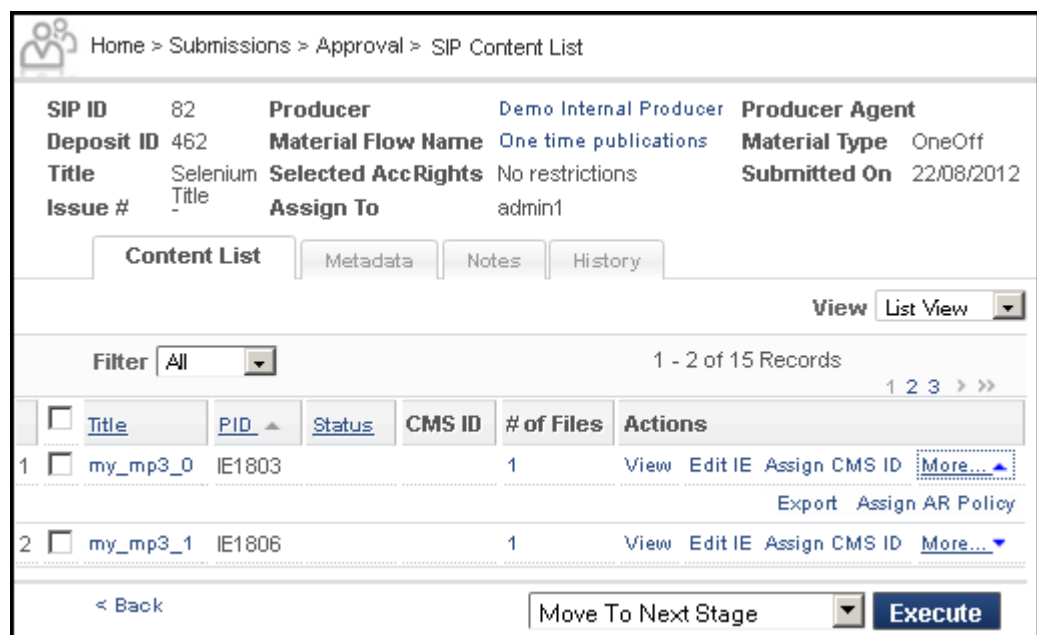 Home > Submissions > Approval > SIP Content List
SIP ID 82 Producer Demo Internal Producer Producer Agent
Deposit ID 462 Material Flow Name One time publications Material Type OneOff
Title Selenium Title Selected AccRights No restrictions Submitted On 22/08/2012
Issue # - Assign To admin1
Content List Metadata Notes History
View List View
Filter All 1 - 2 of 15 Records
1 2 3 > >>
Title PID Status CMS ID # of Files Actions
1 my_mp3_0 IE1803 1 View Edit IE Assign CMS ID More...
Export Assign AR Policy
2 my_mp3_1 IE1806 1 View Edit IE Assign CMS ID More...
< Back Move To Next Stage Execute